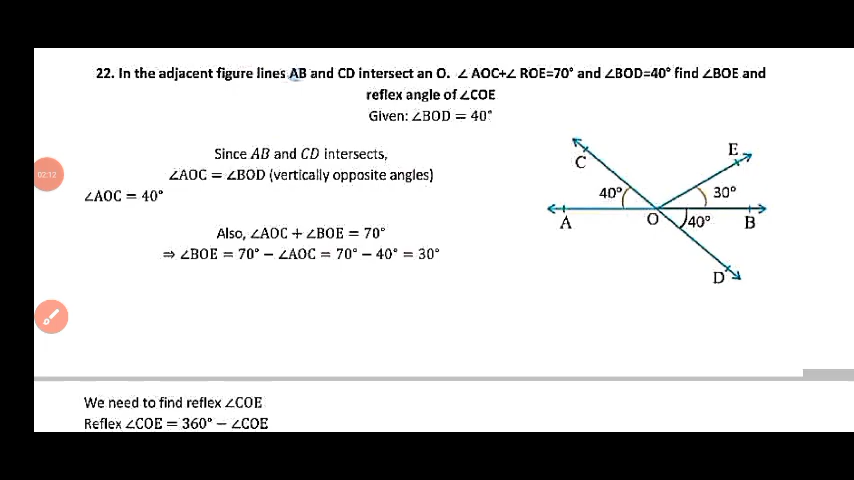 22. In the adjacent figure lines AB and CD intersect an O. ∠ AOC+∠ ROE=70° and ∠BOD=40° find ∠BOE and
reflex angle of ∠COE
Given: ∠BOD = 40°
Since AB and CD intersects,
∠AOC = ∠BOD (vertically opposite angles)
∠AOC = 40°
Also, ∠AOC + ∠BOE = 70°
⇒ ∠BOE = 70° − ∠AOC = 70° − 40° = 30°
C
E
40°
30°
A
O
40°
B
D
02:12
We need to find reflex ∠COE
Reflex ∠COE = 360° − ∠COE